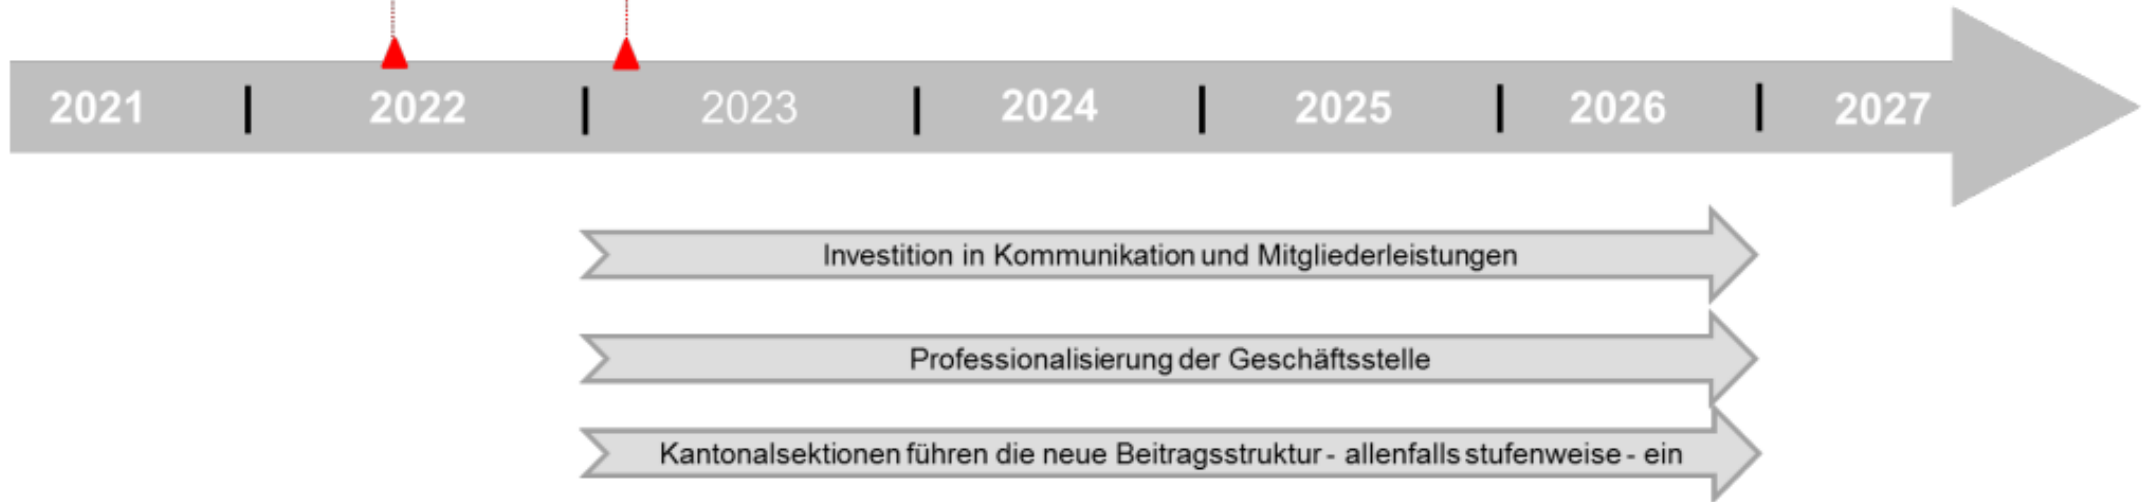 2021 | 2022 | 2023 | 2024 | 2025 | 2026 | 2027
Investition in Kommunikation und Mitgliederleistungen
Professionalisierung der Geschäftsstelle
Kantonalsektionen führen die neue Beitragsstruktur - allenfalls stufenweise - ein